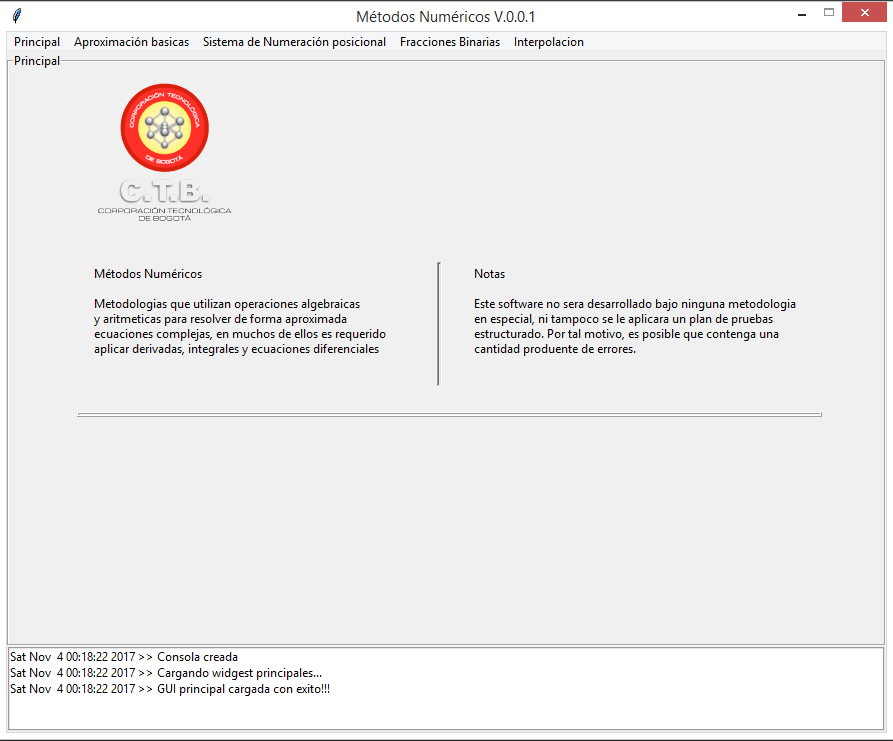 Métodos Numéricos V.0.0.1
Principal Aproximación basicas Sistema de Numeración posicional Fracciones Binarias Interpolacion
Principal
CORPORACIÓN TECNOLÓGICA
DE BOGOTÁ
C.T.B.
CORPORACIÓN TECNOLÓGICA
DE BOGOTÁ
Métodos Numéricos
Metodologias que utilizan operaciones algebraicas
y aritmeticas para resolver de forma aproximada
ecuaciones complejas, en muchos de ellos es requerido
aplicar derivadas, integrales y ecuaciones diferenciales
Notas
Este software no sera desarrollado bajo ninguna metodologia
en especial, ni tampoco se le aplicara un plan de pruebas
estructurado. Por tal motivo, es posible que contenga una
cantidad produente de errores.
Sat Nov  4 00:18:22 2017 >> Consola creada
Sat Nov  4 00:18:22 2017 >> Cargando widgest principales...
Sat Nov  4 00:18:22 2017 >> GUI principal cargada con exito!!!